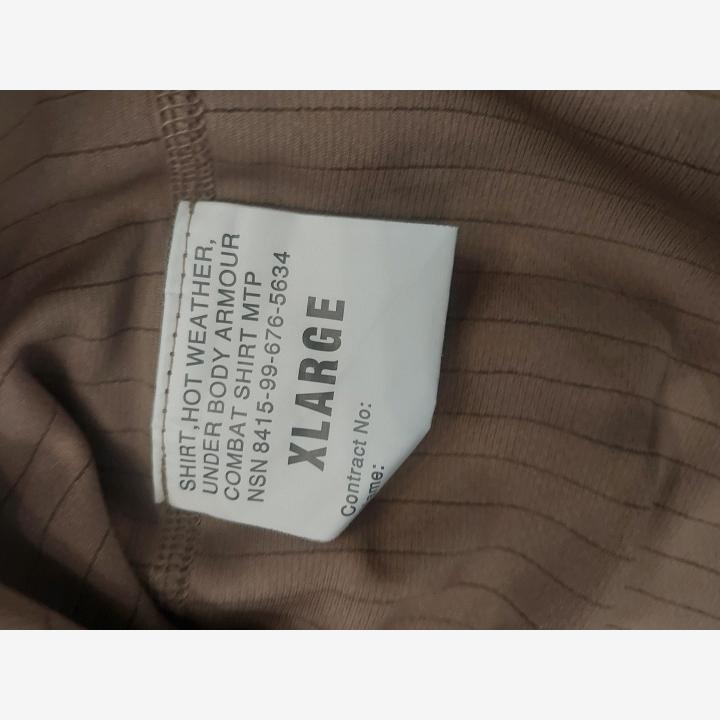 SHIRT, HOT WEATHER,
UNDER BODY ARMOUR
COMBAT SHIRT MTP
NSN 8415-99-676-5634
XLARGE
Contract No: